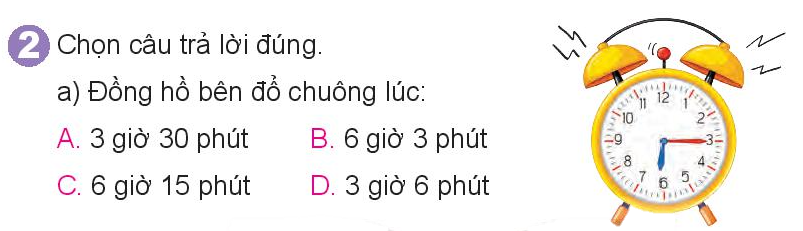 2 Chọn câu trả lời đúng.
a) Đồng hồ bên đổ chuông lúc:
A. 3 giờ 30 phút B. 6 giờ 3 phút
C. 6 giờ 15 phút D. 3 giờ 6 phút
12
11 1
10 2
9 3
8 4
7 5
6